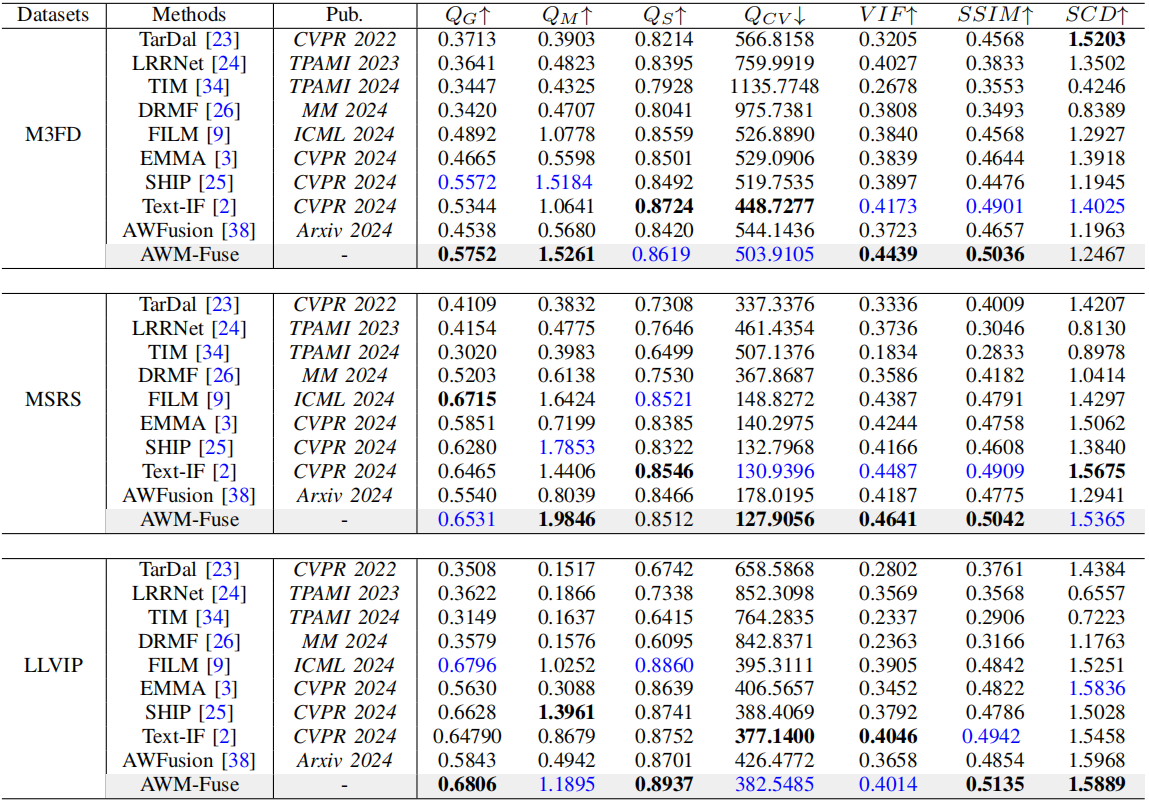 Datasets Methods Pub. Q_G↑ Q_M↑ Q_S↑ Q_CV↓ VIF↑ SSIM↑ SCD↑
TarDal [23] CVPR 2022 0.3713 0.3903 0.8214 566.8158 0.3205 0.4568 1.5203
LRRNet [24] TPAMI 2023 0.3641 0.4823 0.8395 759.9919 0.4027 0.3833 1.3502
TIM [34] TPAMI 2024 0.3447 0.4325 0.7928 1135.7748 0.2678 0.3553 0.4246
DRMF [26] MM 2024 0.3420 0.4707 0.8041 975.7381 0.3808 0.3493 0.8389
M3FD FILM [9] ICML 2024 0.4892 1.0778 0.8559 526.8890 0.3840 0.4568 1.2927
EMMA [3] CVPR 2024 0.4665 0.5598 0.8501 529.0906 0.3839 0.4644 1.3918
SHIP [25] CVPR 2024 0.5572 1.5184 0.8492 519.7535 0.3897 0.4476 1.1945
Text-IF [2] CVPR 2024 0.5344 1.0641 0.8724 448.7277 0.4173 0.4901 1.4025
AWFusion [38] Arxiv 2024 0.4538 0.5680 0.8420 544.1436 0.3723 0.4657 1.1963
AWM-Fuse - 0.5752 1.5261 0.8619 503.9105 0.4439 0.5036 1.2467
TarDal [23] CVPR 2022 0.4109 0.3832 0.7308 337.3376 0.3336 0.4009 1.4207
LRRNet [24] TPAMI 2023 0.4154 0.4775 0.7646 461.4354 0.3736 0.3046 0.8130
TIM [34] TPAMI 2024 0.3020 0.3983 0.6499 507.1376 0.1834 0.2833 0.8978
DRMF [26] MM 2024 0.5203 0.6138 0.7530 367.8687 0.3586 0.4182 1.0414
MSRS FILM [9] ICML 2024 0.6715 1.6424 0.8521 148.8272 0.4387 0.4791 1.4297
EMMA [3] CVPR 2024 0.5851 0.7199 0.8385 140.2975 0.4244 0.4758 1.5062
SHIP [25] CVPR 2024 0.6280 1.7853 0.8322 132.7968 0.4166 0.4608 1.3840
Text-IF [2] CVPR 2024 0.6465 1.4406 0.8546 130.9396 0.4487 0.4909 1.5675
AWFusion [38] Arxiv 2024 0.5540 0.8039 0.8466 178.0195 0.4187 0.4775 1.2941
AWM-Fuse - 0.6531 1.9846 0.8512 127.9056 0.4641 0.5042 1.5365
TarDal [23] CVPR 2022 0.3508 0.1517 0.6742 658.5868 0.2802 0.3761 1.4384
LRRNet [24] TPAMI 2023 0.3622 0.1866 0.7338 852.3098 0.3569 0.3568 0.6557
TIM [34] TPAMI 2024 0.3149 0.1637 0.6415 764.2835 0.2337 0.2906 0.7223
DRMF [26] MM 2024 0.3579 0.1576 0.6095 842.8371 0.2363 0.3166 1.1763
LLVIP FILM [9] ICML 2024 0.6796 1.0252 0.8860 395.3111 0.3905 0.4842 1.5251
EMMA [3] CVPR 2024 0.5630 0.3088 0.8639 406.5657 0.3452 0.4822 1.5836
SHIP [25] CVPR 2024 0.6628 1.3961 0.8741 388.4069 0.3792 0.4786 1.5028
Text-IF [2] CVPR 2024 0.64790 0.8679 0.8752 377.1400 0.4046 0.4942 1.5458
AWFusion [38] Arxiv 2024 0.5843 0.4942 0.8701 426.4772 0.3658 0.4854 1.5968
AWM-Fuse - 0.6806 1.1895 0.8937 382.5485 0.4014 0.5135 1.5889